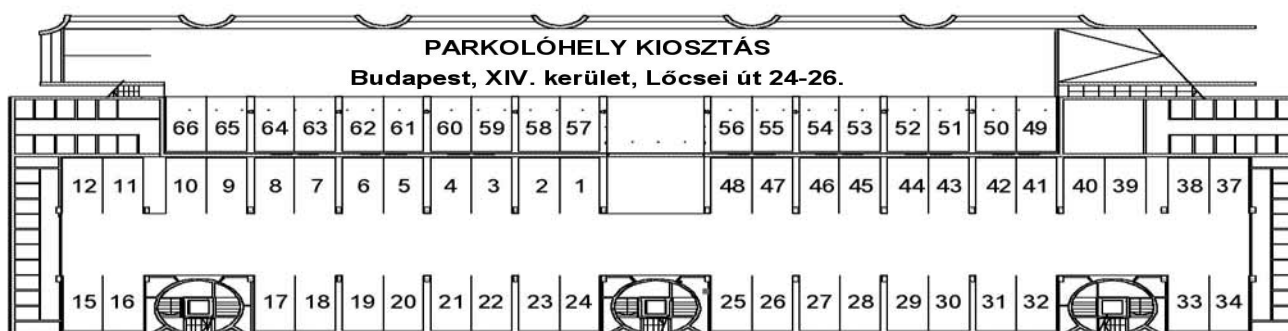 PARKOLÓHELY KIOSZTÁS
Budapest, XIV. kerület, Lőcsei út 24-26.
66 65 64 63 62 61 60 59 58 57 56 55 54 53 52 51 50 49
12 11 10 9 8 7 6 5 4 3 2 1 48 47 46 45 44 43 42 41 40 39 38 37
15 16 17 18 19 20 21 22 23 24 25 26 27 28 29 30 31 32 33 34